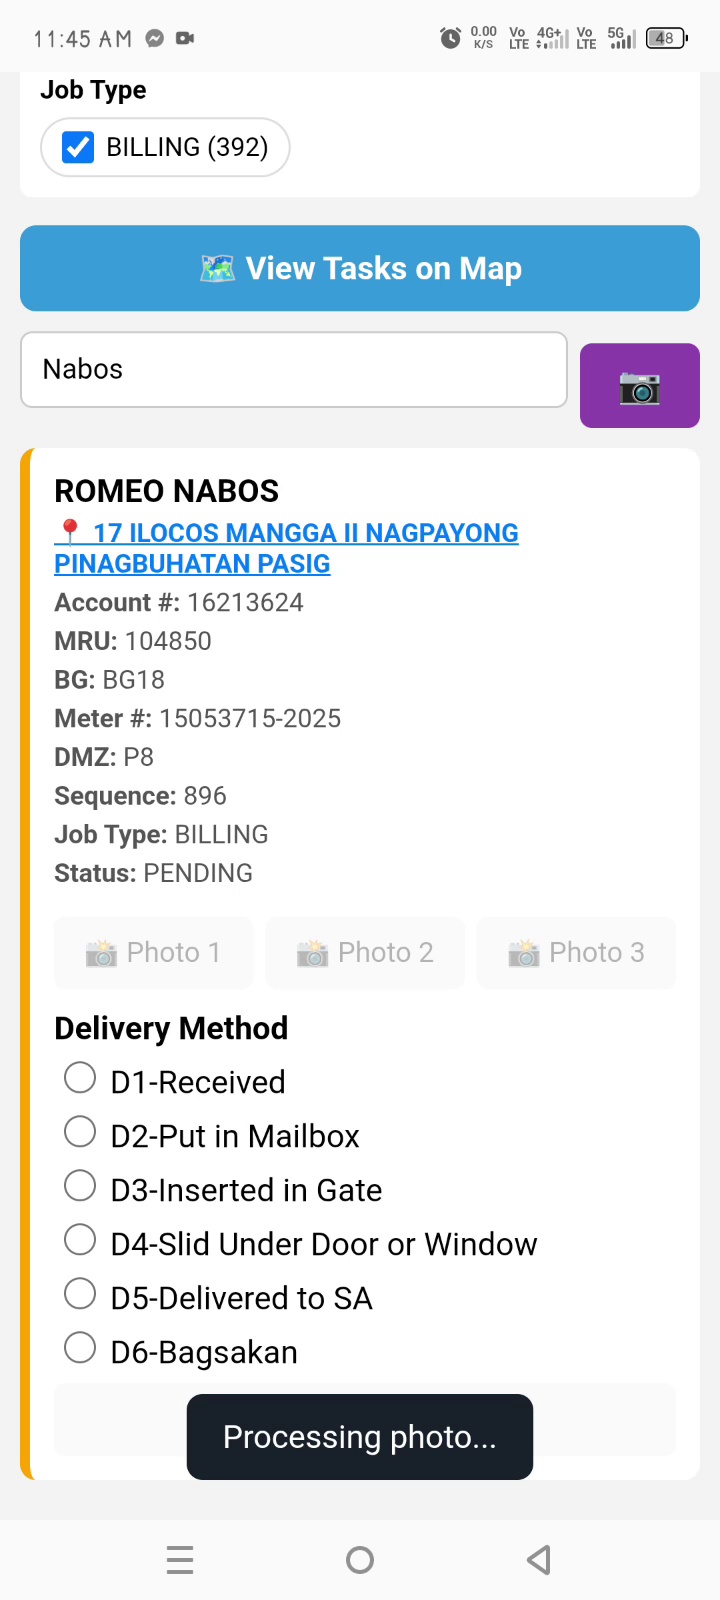 11:45 AM
0.00 K/S Vo LTE 4G+ Vo LTE 5G 48
Job Type
BILLING (392)
View Tasks on Map
Nabos
ROMEO NABOS
17 ILOCOS MANGGA II NAGPAYONG
PINAGBUHATAN PASIG
Account #: 16213624
MRU: 104850
BG: BG18
Meter #: 15053715-2025
DMZ: P8
Sequence: 896
Job Type: BILLING
Status: PENDING
Photo 1 Photo 2 Photo 3
Delivery Method
D1-Received
D2-Put in Mailbox
D3-Inserted in Gate
D4-Slid Under Door or Window
D5-Delivered to SA
D6-Bagsakan
Processing photo...